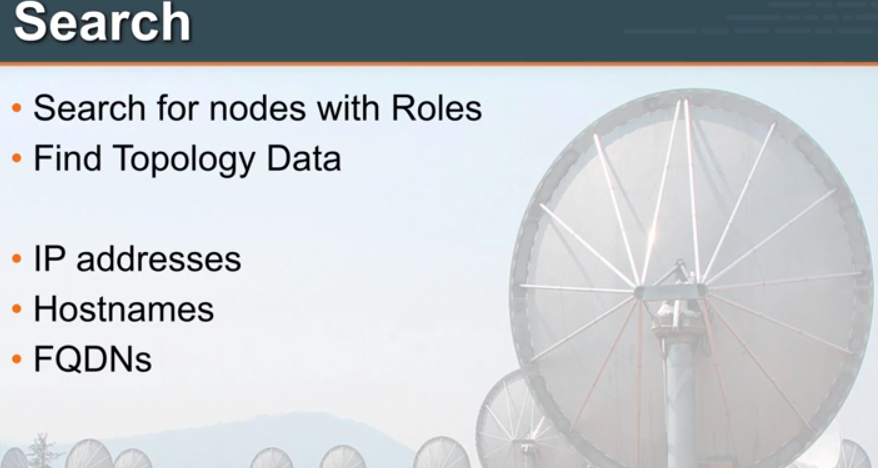 Search
• Search for nodes with Roles
• Find Topology Data
• IP addresses
• Hostnames
• FQDNs